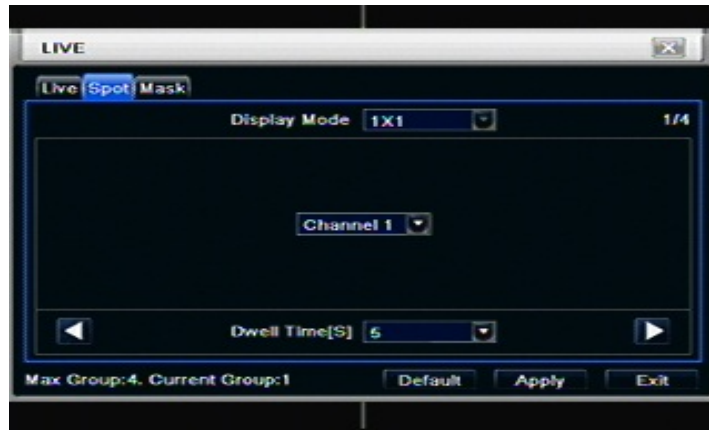 LIVE
Live Spot Mask
Display Mode 1X1 1/4
Channel 1
Dwell Time[S] 5
Max Group:4. Current Group:1 Default Apply Exit